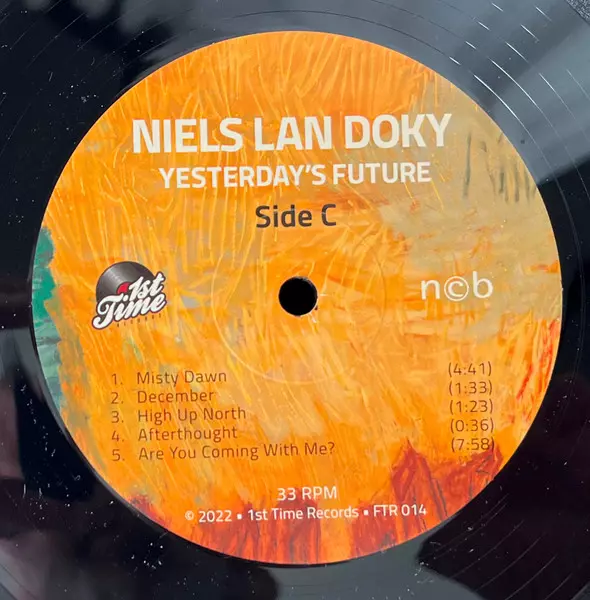 NIELS LAN DOKY
YESTERDAY'S FUTURE
Side C
1st
Time
RECORDS
n©b
1. Misty Dawn (4:41)
2. December (1:33)
3. High Up North (1:23)
4. Afterthought (0:36)
5. Are You Coming With Me? (7:58)
33 RPM
© 2022 • 1st Time Records • FTR 014